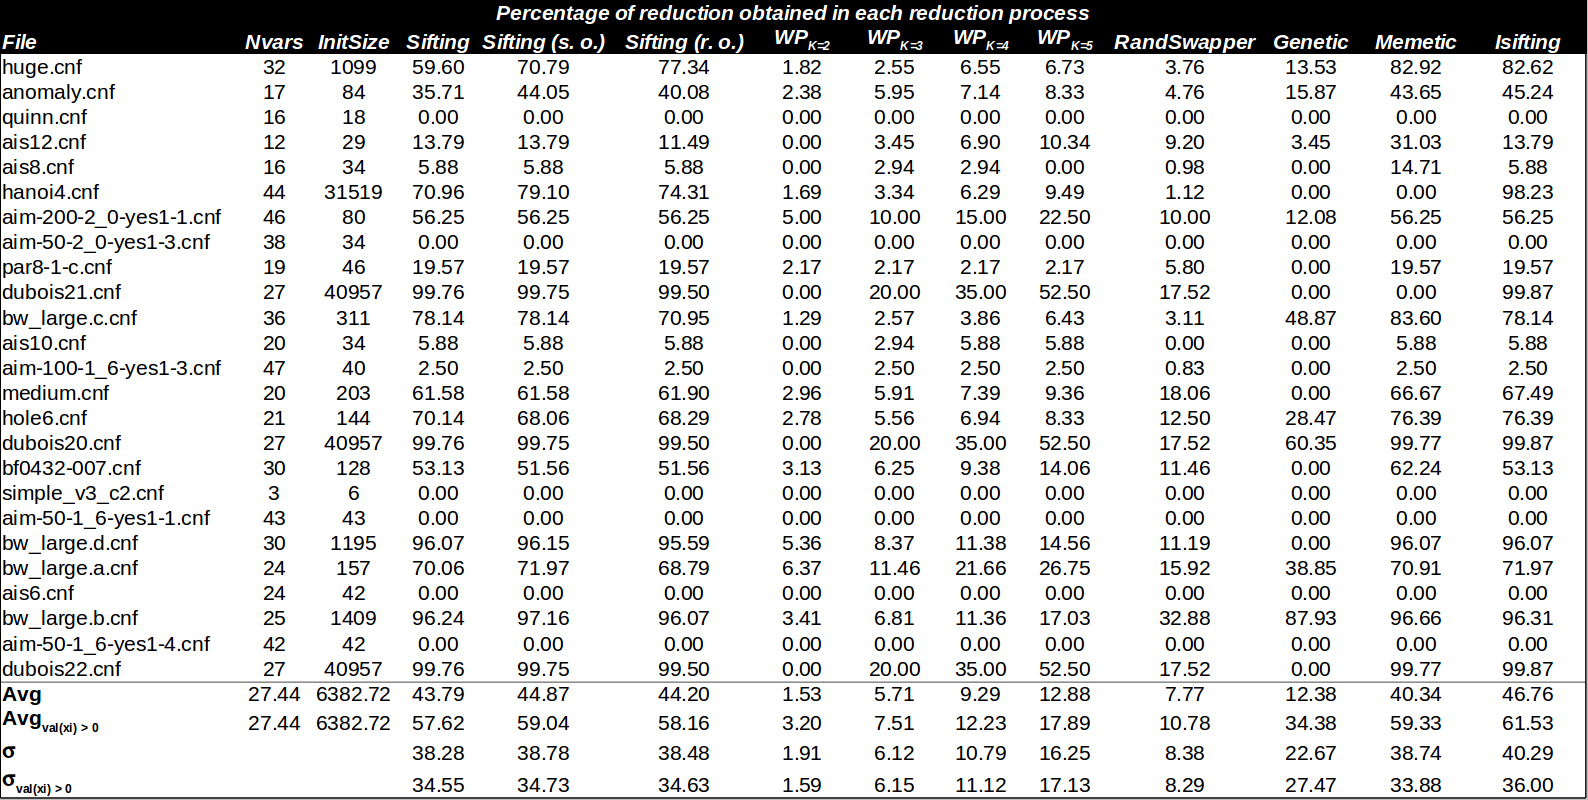 Percentage of reduction obtained in each reduction process
File Nvars InitSize Sifting Sifting (s. o.) Sifting (r. o.) WP K=2 WP K=3 WP K=4 WP K=5 RandSwapper Genetic Memetic Isifting
huge.cnf 32 1099 59.60 70.79 77.34 1.82 2.55 6.55 6.73 3.76 13.53 82.92 82.62
anomaly.cnf 17 84 35.71 44.05 40.08 2.38 5.95 7.14 8.33 4.76 15.87 43.65 45.24
quinn.cnf 16 18 0.00 0.00 0.00 0.00 0.00 0.00 0.00 0.00 0.00 0.00 0.00
ais12.cnf 12 29 13.79 13.79 11.49 0.00 3.45 6.90 10.34 9.20 3.45 31.03 13.79
ais8.cnf 16 34 5.88 5.88 5.88 0.00 2.94 2.94 0.00 0.98 0.00 14.71 5.88
hanoi4.cnf 44 31519 70.96 79.10 74.31 1.69 3.34 6.29 9.49 1.12 0.00 0.00 98.23
aim-200-2_0-yes1-1.cnf 46 80 56.25 56.25 56.25 5.00 10.00 15.00 22.50 10.00 12.08 56.25 56.25
aim-50-2_0-yes1-3.cnf 38 34 0.00 0.00 0.00 0.00 0.00 0.00 0.00 0.00 0.00 0.00 0.00
par8-1-c.cnf 19 46 19.57 19.57 19.57 2.17 2.17 2.17 2.17 5.80 0.00 19.57 19.57
dubois21.cnf 27 40957 99.76 99.75 99.50 0.00 20.00 35.00 52.50 17.52 0.00 0.00 99.87
bw_large.c.cnf 36 311 78.14 78.14 70.95 1.29 2.57 3.86 6.43 3.11 48.87 83.60 78.14
ais10.cnf 20 34 5.88 5.88 5.88 0.00 2.94 5.88 5.88 0.00 0.00 5.88 5.88
aim-100-1_6-yes1-3.cnf 47 40 2.50 2.50 2.50 0.00 2.50 2.50 2.50 0.83 0.00 2.50 2.50
medium.cnf 20 203 61.58 61.58 61.90 2.96 5.91 7.39 9.36 18.06 0.00 66.67 67.49
hole6.cnf 21 144 70.14 68.06 68.29 2.78 5.56 6.94 8.33 12.50 28.47 76.39 76.39
dubois20.cnf 27 40957 99.76 99.75 99.50 0.00 20.00 35.00 52.50 17.52 60.35 99.77 99.87
bf0432-007.cnf 30 128 53.13 51.56 51.56 3.13 6.25 9.38 14.06 11.46 0.00 62.24 53.13
simple_v3_c2.cnf 3 6 0.00 0.00 0.00 0.00 0.00 0.00 0.00 0.00 0.00 0.00 0.00
aim-50-1_6-yes1-1.cnf 43 43 0.00 0.00 0.00 0.00 0.00 0.00 0.00 0.00 0.00 0.00 0.00
bw_large.d.cnf 30 1195 96.07 96.15 95.59 5.36 8.37 11.38 14.56 11.19 0.00 96.07 96.07
bw_large.a.cnf 24 157 70.06 71.97 68.79 6.37 11.46 21.66 26.75 15.92 38.85 70.91 71.97
ais6.cnf 24 42 0.00 0.00 0.00 0.00 0.00 0.00 0.00 0.00 0.00 0.00 0.00
bw_large.b.cnf 25 1409 96.24 97.16 96.07 3.41 6.81 11.36 17.03 32.88 87.93 96.66 96.31
aim-50-1_6-yes1-4.cnf 42 42 0.00 0.00 0.00 0.00 0.00 0.00 0.00 0.00 0.00 0.00 0.00
dubois22.cnf 27 40957 99.76 99.75 99.50 0.00 20.00 35.00 52.50 17.52 0.00 99.77 99.87
Avg 27.44 6382.72 43.79 44.87 44.20 1.53 5.71 9.29 12.88 7.77 12.38 40.34 46.76
Avg val(xi) > 0 27.44 6382.72 57.62 59.04 58.16 3.20 7.51 12.23 17.89 10.78 34.38 59.33 61.53
σ 38.28 38.78 38.48 1.91 6.12 10.79 16.25 8.38 22.67 38.74 40.29
σ val(xi) > 0 34.55 34.73 34.63 1.59 6.15 11.12 17.13 8.29 27.47 33.88 36.00